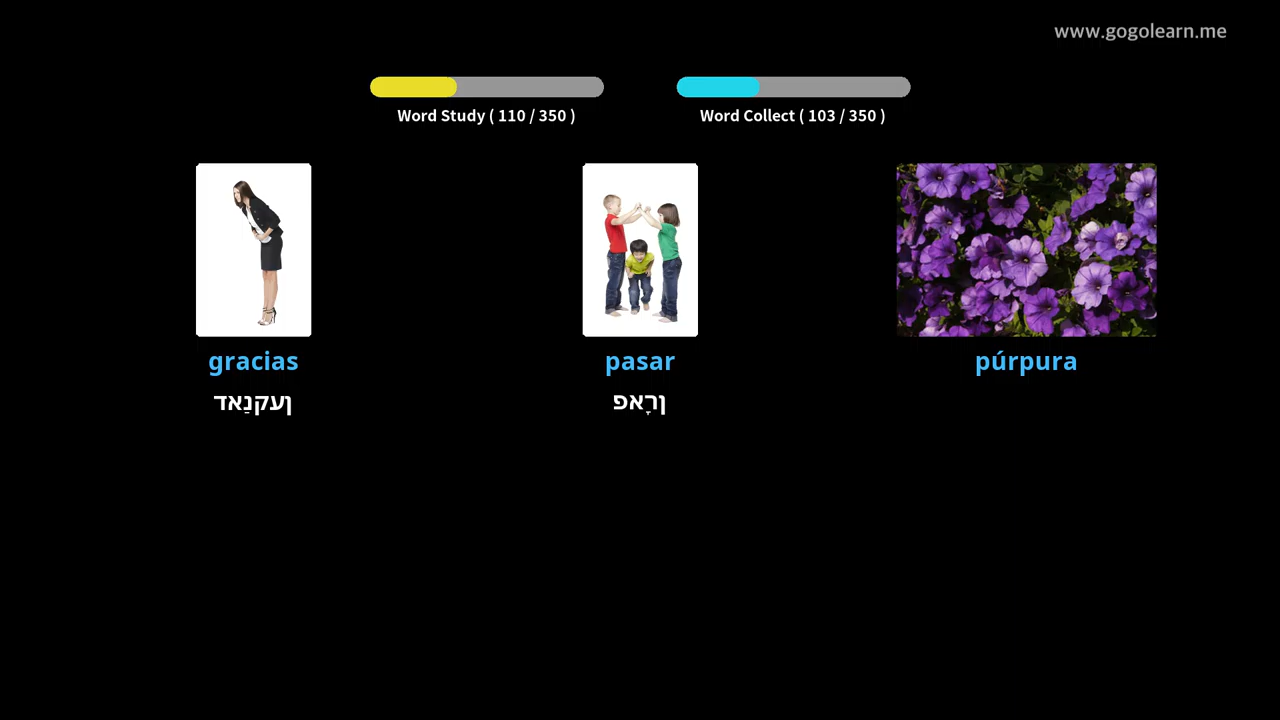 www.gogolearn.me
Word Study ( 110 / 350 )
Word Collect ( 103 / 350 )
gracias
pasar
púrpura
ןעקנַאד
ןרָאפ